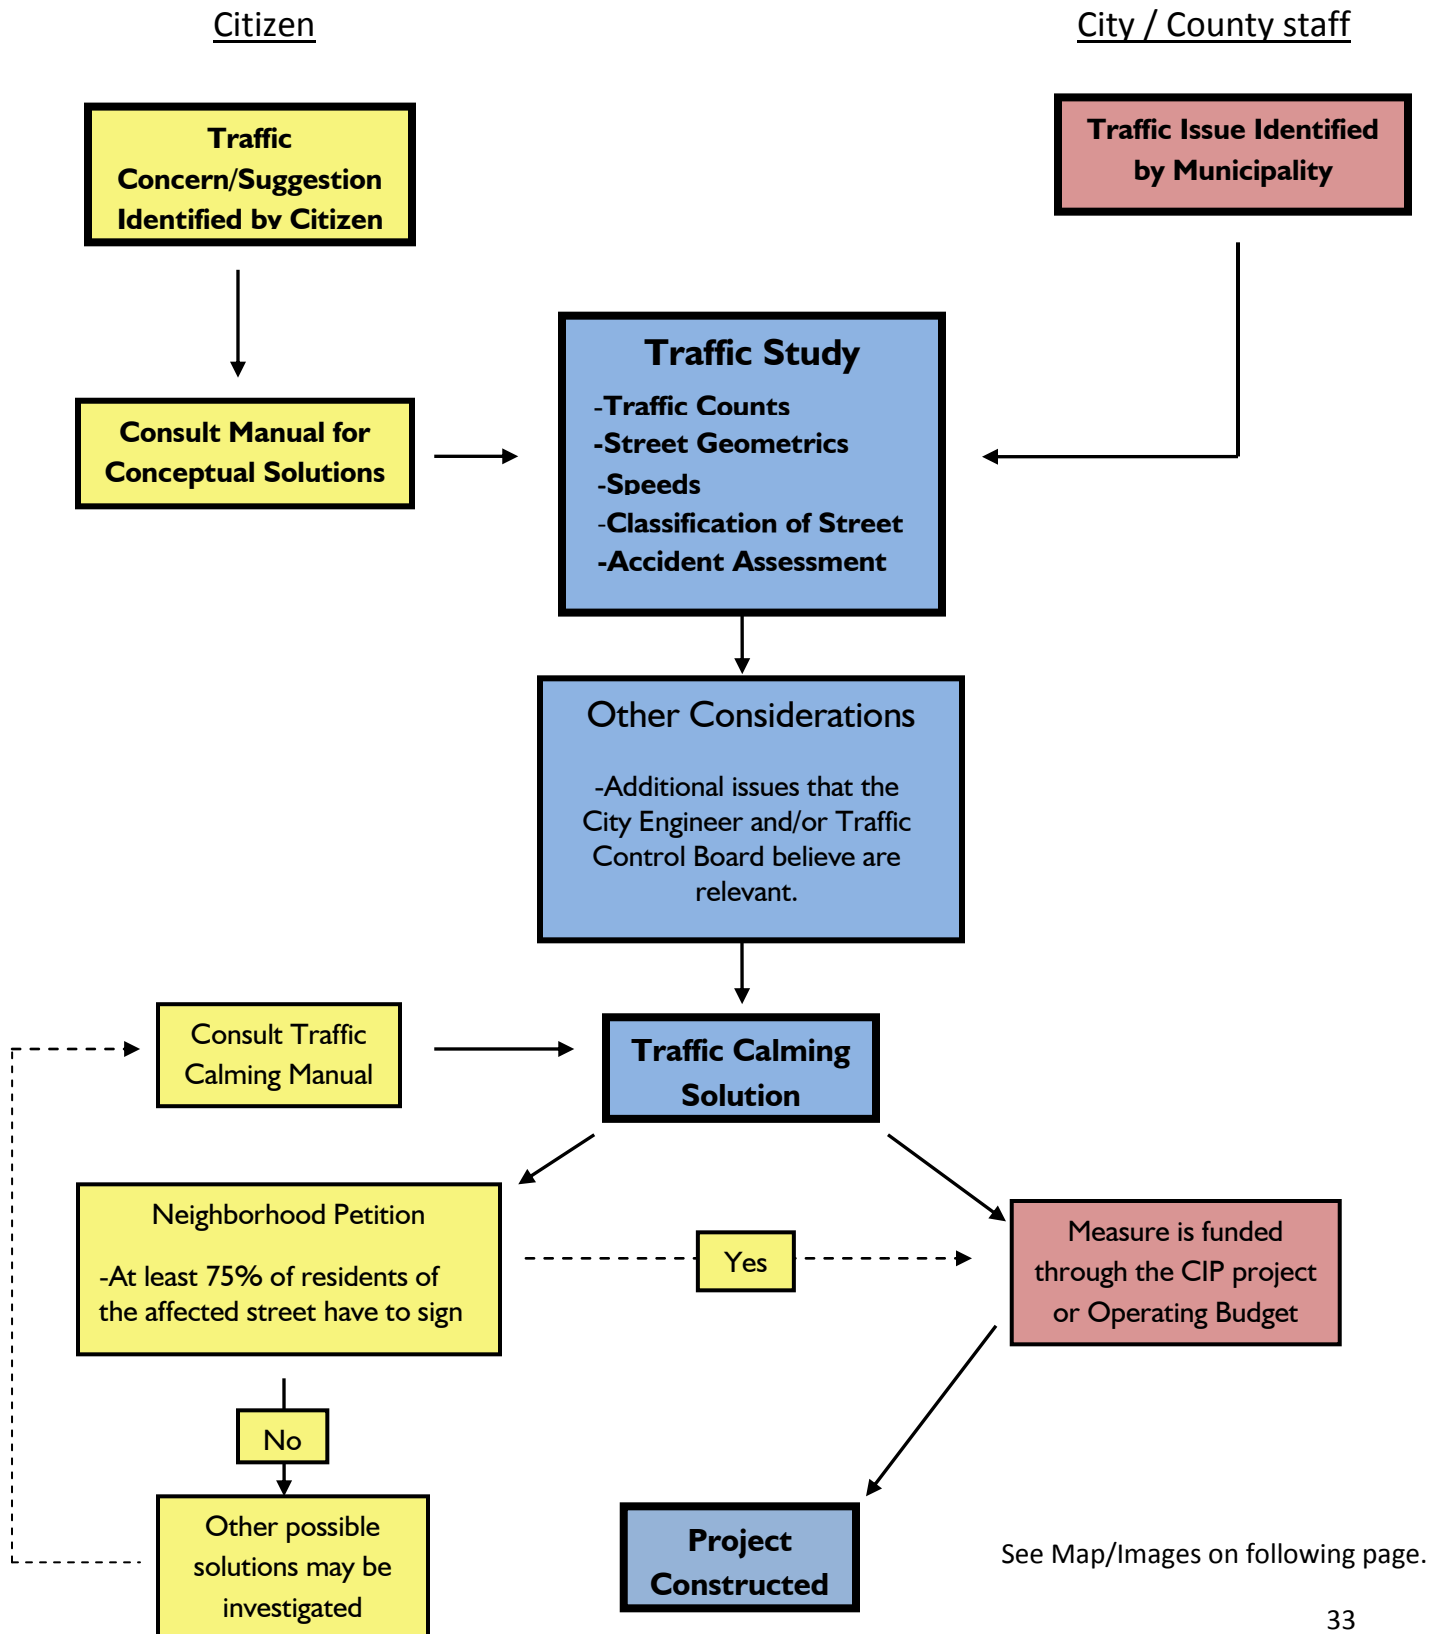 Citizen
City / County staff
Traffic
Concern/Suggestion
Identified by Citizen
Traffic Issue Identified
by Municipality
Consult Manual for
Conceptual Solutions
Traffic Study
-Traffic Counts
-Street Geometrics
-Speeds
-Classification of Street
-Accident Assessment
Other Considerations
-Additional issues that the
City Engineer and/or Traffic
Control Board believe are
relevant.
Consult Traffic
Calming Manual
Traffic Calming
Solution
Neighborhood Petition
-At least 75% of residents of
the affected street have to sign
Yes
Measure is funded
through the CIP project
or Operating Budget
No
Other possible
solutions may be
investigated
Project
Constructed
See Map/Images on following page.
33